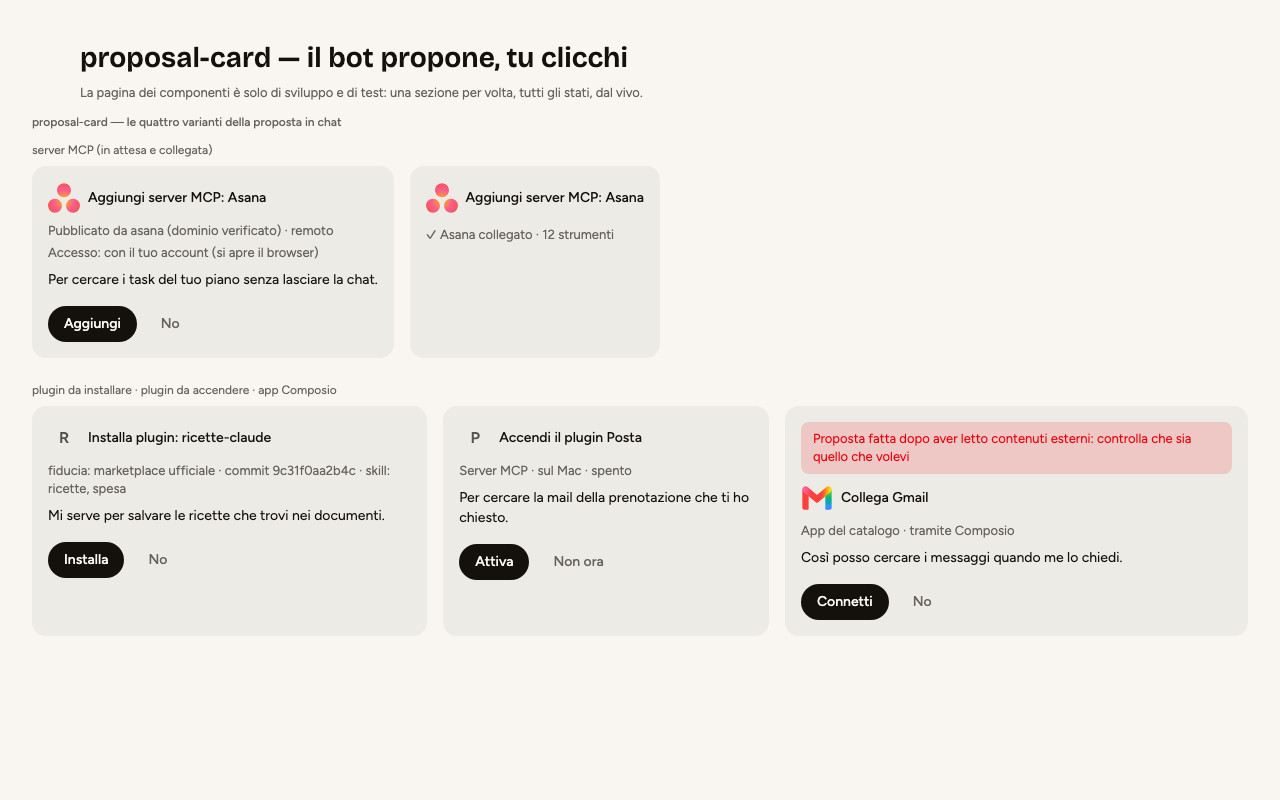 proposal-card — il bot propone, tu clicchi
La pagina dei componenti è solo di sviluppo e di test: una sezione per volta, tutti gli stati, dal vivo.
proposal-card — le quattro varianti della proposta in chat
server MCP (in attesa e collegata)
Aggiungi server MCP: Asana
Pubblicato da asana (dominio verificato) · remoto
Accesso: con il tuo account (si apre il browser)
Per cercare i task del tuo piano senza lasciare la chat.
Aggiungi
No
Aggiungi server MCP: Asana
✓ Asana collegato · 12 strumenti
plugin da installare · plugin da accendere · app Composio
R
Installa plugin: ricette-claude
fiducia: marketplace ufficiale · commit 9c31f0aa2b4c · skill:
ricette, spesa
Mi serve per salvare le ricette che trovi nei documenti.
Installa
No
P
Accendi il plugin Posta
Server MCP · sul Mac · spento
Per cercare la mail della prenotazione che ti ho
chiesto.
Attiva
Non ora
Proposta fatta dopo aver letto contenuti esterni: controlla che sia
quello che volevi
Collega Gmail
App del catalogo · tramite Composio
Così posso cercare i messaggi quando me lo chiedi.
Connetti
No